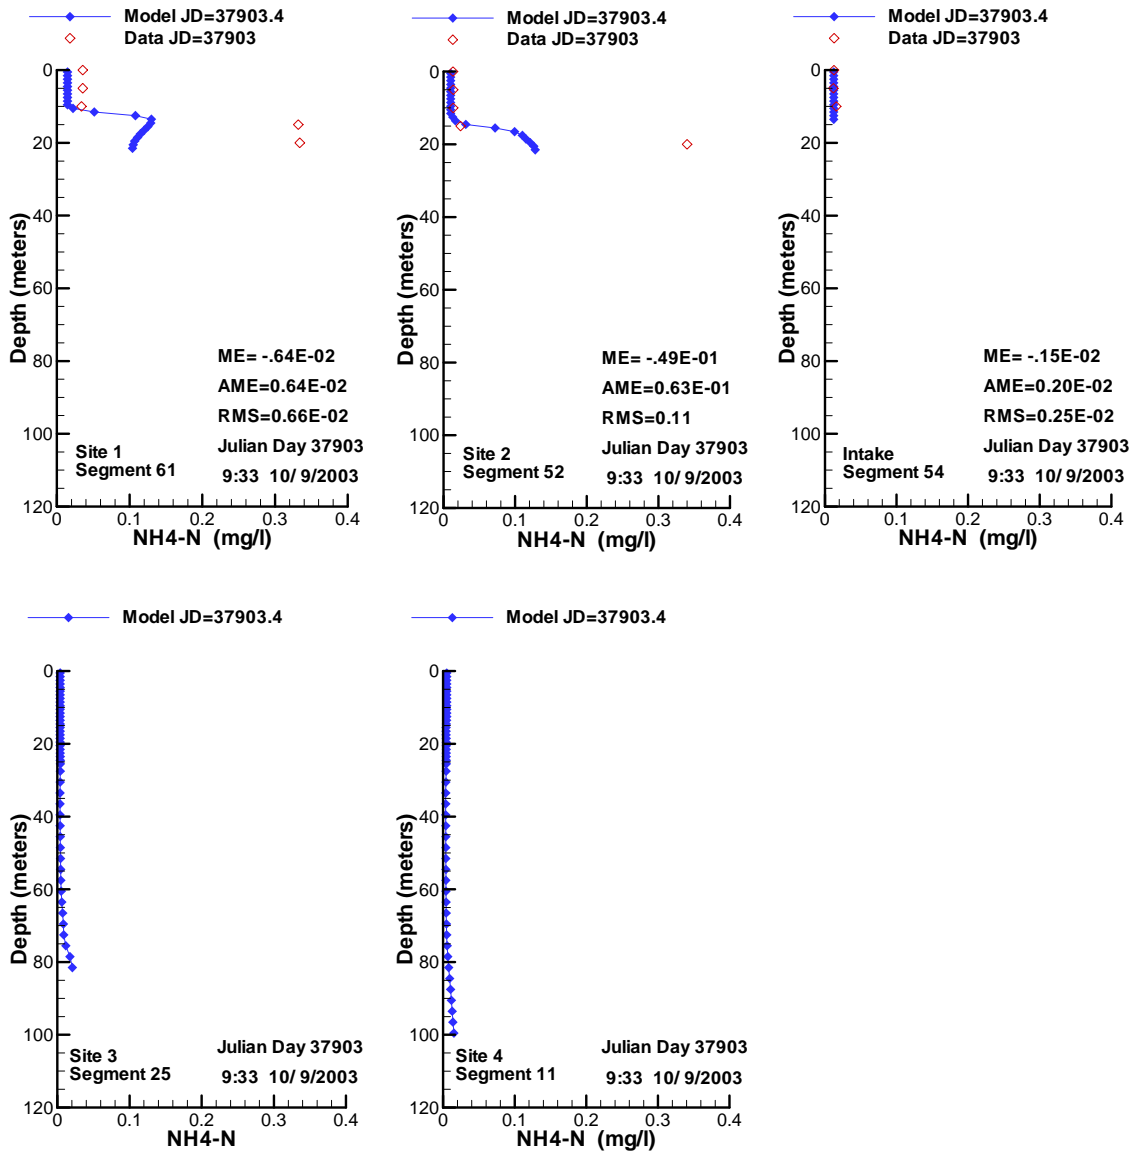 Model JD=37903.4
Data JD=37903
0
20
40
60
80
100
120
Depth (meters)
ME= -.64E-02
AME=0.64E-02
RMS=0.66E-02
Site 1
Segment 61
Julian Day 37903
9:33 10/ 9/2003
0 0.1 0.2 0.3 0.4
NH4-N (mg/l)
Model JD=37903.4
Data JD=37903
0
20
40
60
80
100
120
Depth (meters)
ME= -.49E-01
AME=0.63E-01
RMS=0.11
Site 2
Segment 52
Julian Day 37903
9:33 10/ 9/2003
0 0.1 0.2 0.3 0.4
NH4-N (mg/l)
Model JD=37903.4
Data JD=37903
0
20
40
60
80
100
120
Depth (meters)
ME= -.15E-02
AME=0.20E-02
RMS=0.25E-02
Intake
Segment 54
Julian Day 37903
9:33 10/ 9/2003
0 0.1 0.2 0.3 0.4
NH4-N (mg/l)
Model JD=37903.4
0
20
40
60
80
100
120
Depth (meters)
Site 3
Segment 25
Julian Day 37903
9:33 10/ 9/2003
0 0.1 0.2 0.3 0.4
NH4-N
Model JD=37903.4
0
20
40
60
80
100
120
Depth (meters)
Site 4
Segment 11
Julian Day 37903
9:33 10/ 9/2003
0 0.1 0.2 0.3 0.4
NH4-N (mg/l)